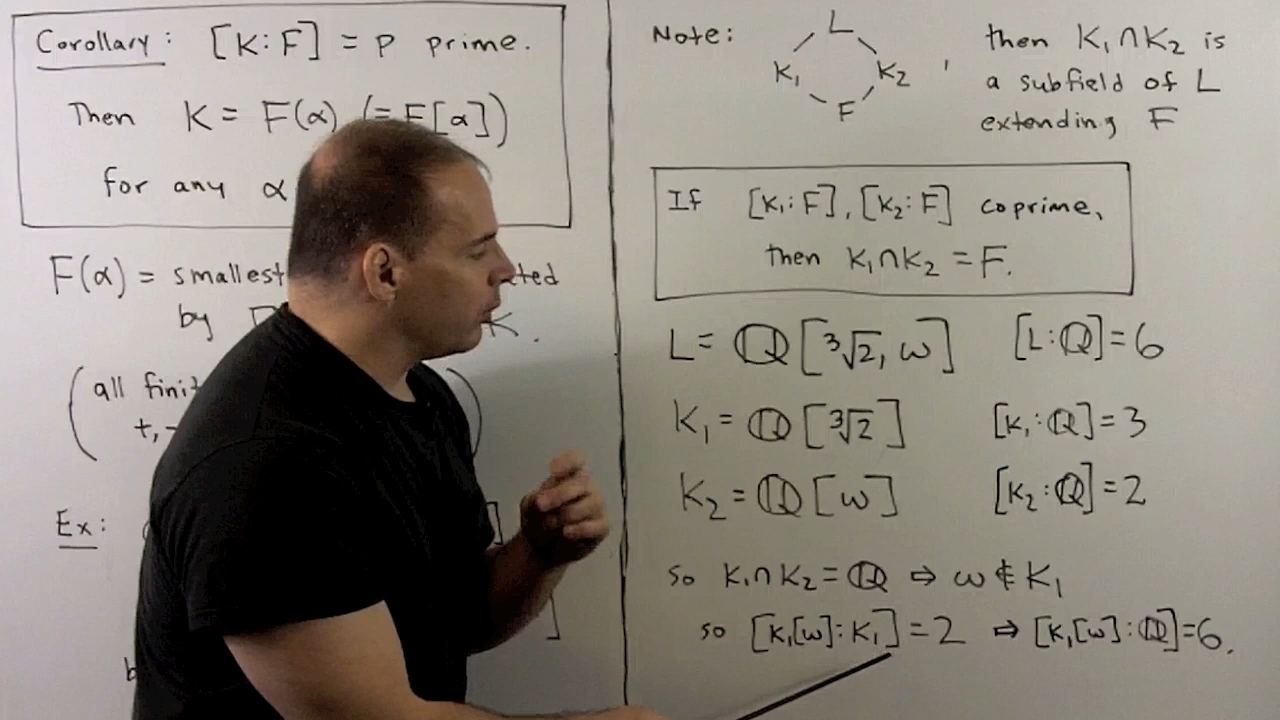 Corollary: [K:F] = p prime.
Then K = F(α) (= F[α])
for any α
F(α) = smallest
by K.
(all
+, -
Ex:
Note: L
K₁ K₂ ,
F
then K₁∩K₂ is
a subfield of L
extending F
If [K₁:F], [K₂:F] coprime,
then K₁∩K₂ = F.
L = ℚ[³√2, ω] [L:ℚ]=6
K₁ = ℚ[³√2] [K₁:ℚ]=3
K₂ = ℚ[ω] [K₂:ℚ]=2
so K₁∩K₂ = ℚ ⇒ ω ∉ K₁
so [K₁[ω]:K₁] = 2 ⇒ [K₁[ω]:ℚ]=6.